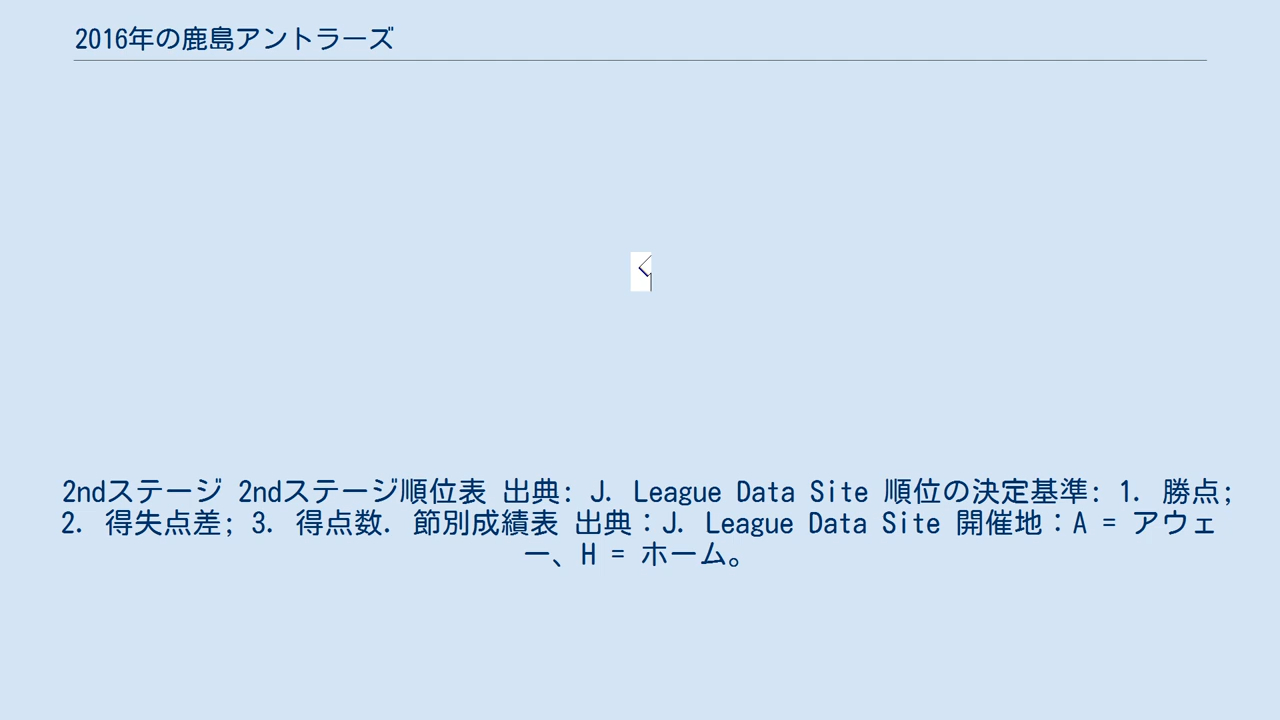 2016年の鹿島アントラーズ
2ndステージ 2ndステージ順位表 出典: J. League Data Site 順位の決定基準: 1. 勝点;
2. 得失点差; 3. 得点数. 節別成績表 出典：J. League Data Site 開催地：A = アウェ
ー、H = ホーム。